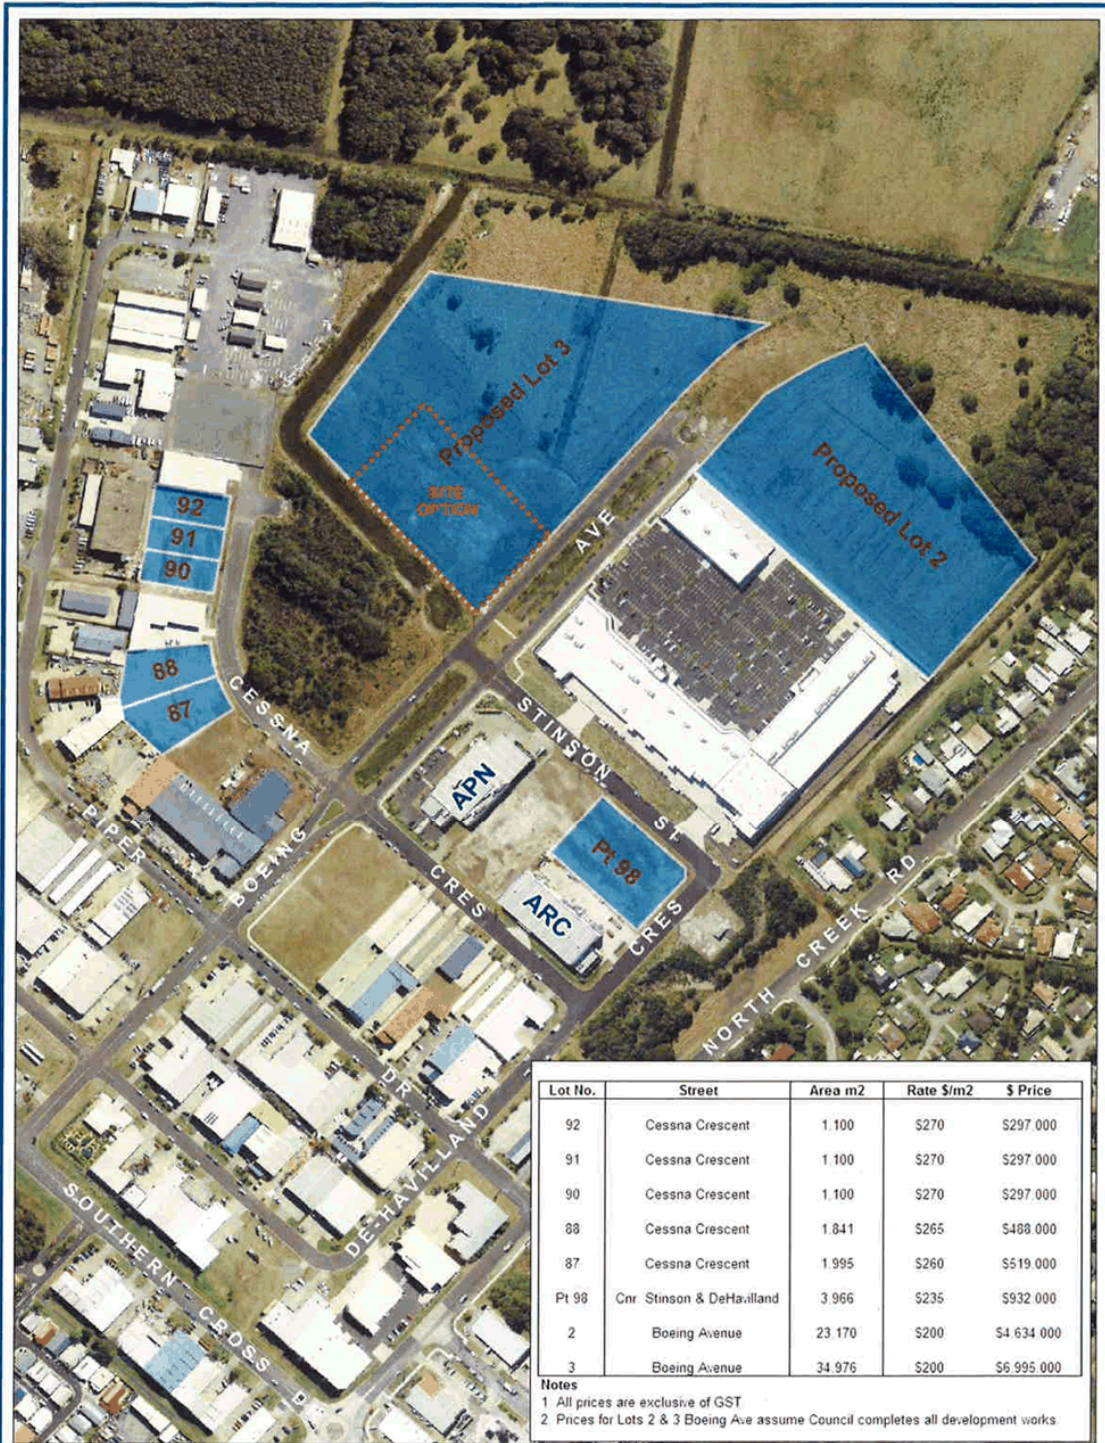 Proposed Lot 3
SITE
OPTION
Proposed Lot 2
92
91
90
88
87
AVE
CESSNA
STINSON
ST
APN
Pt 98
PIPER
BOEING
CRES
ARC
CRES
NORTH CREEK RD
DR
DE-HAVILLAND
SOUTHERN CROSS
Lot No. Street Area m2 Rate $/m2 $ Price
92 Cessna Crescent 1.100 $270 $297.000
91 Cessna Crescent 1.100 $270 $297.000
90 Cessna Crescent 1.100 $270 $297.000
88 Cessna Crescent 1.841 $265 $488.000
87 Cessna Crescent 1.995 $260 $519.000
Pt 98 Cnr. Stinson & DeHavilland 3.966 $235 $932.000
2 Boeing Avenue 23.170 $200 $4.634.000
3 Boeing Avenue 34.976 $200 $6.995.000
Notes
1 All prices are exclusive of GST
2 Prices for Lots 2 & 3 Boeing Ave assume Council completes all development works